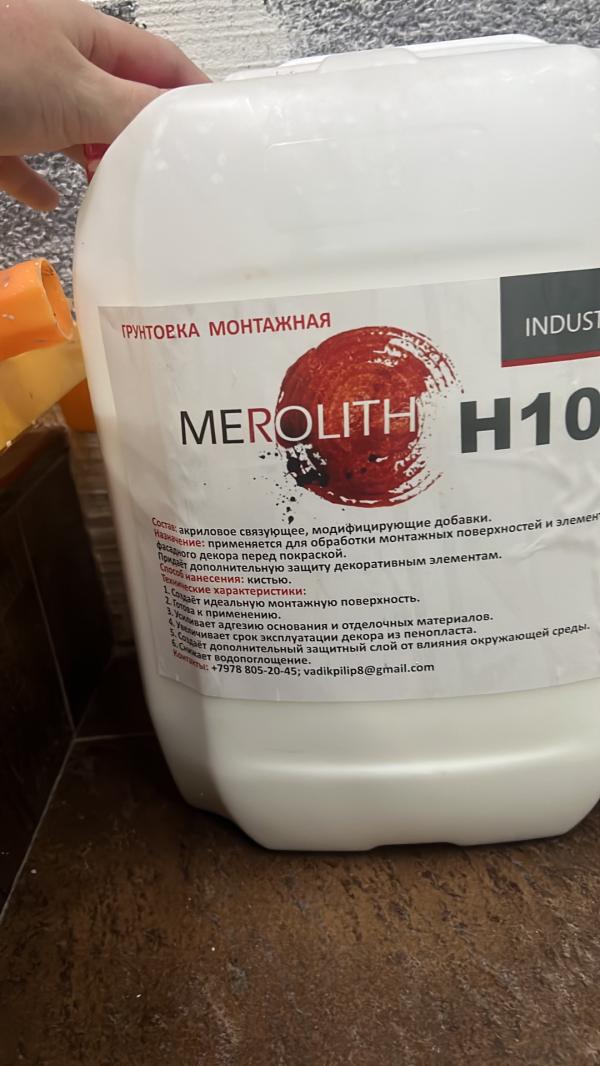 ГРУНТОВКА МОНТАЖНАЯ
INDUST
MEROLITH H10
Состав: акриловое связующее, модифицирующие добавки.
Назначение: применяется для обработки монтажных поверхностей и элемен
фасадного декора перед покраской.
Придаёт дополнительную защиту декоративным элементам.
Способ нанесения: кистью.
Технические характеристики:
1. Создаёт идеальную монтажную поверхность.
2. Готова к применению.
3. Усиливает адгезию основания и отделочных материалов.
4. Увеличивает срок эксплуатации декора из пенопласта.
5. Создаёт дополнительный защитный слой от влияния окружающей среды.
6. Снижает водопоглощение.
Контакты: +7978 805-20-45; vadikpilip8@gmail.com